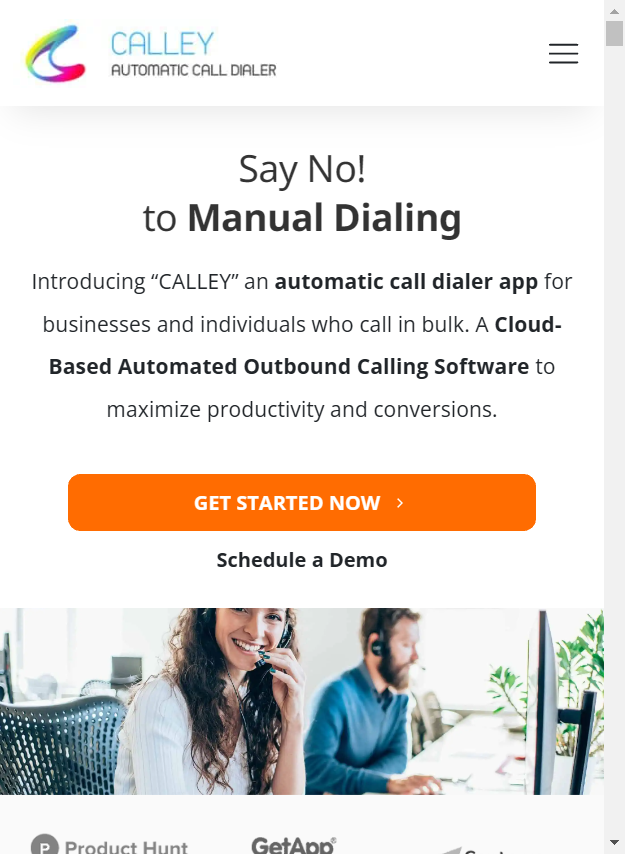 CALLEY
AUTOMATIC CALL DIALER
Say No!
to Manual Dialing
Introducing “CALLEY” an automatic call dialer app for
businesses and individuals who call in bulk. A Cloud-
Based Automated Outbound Calling Software to
maximize productivity and conversions.
GET STARTED NOW
Schedule a Demo
P Product Hunt
GetApp®